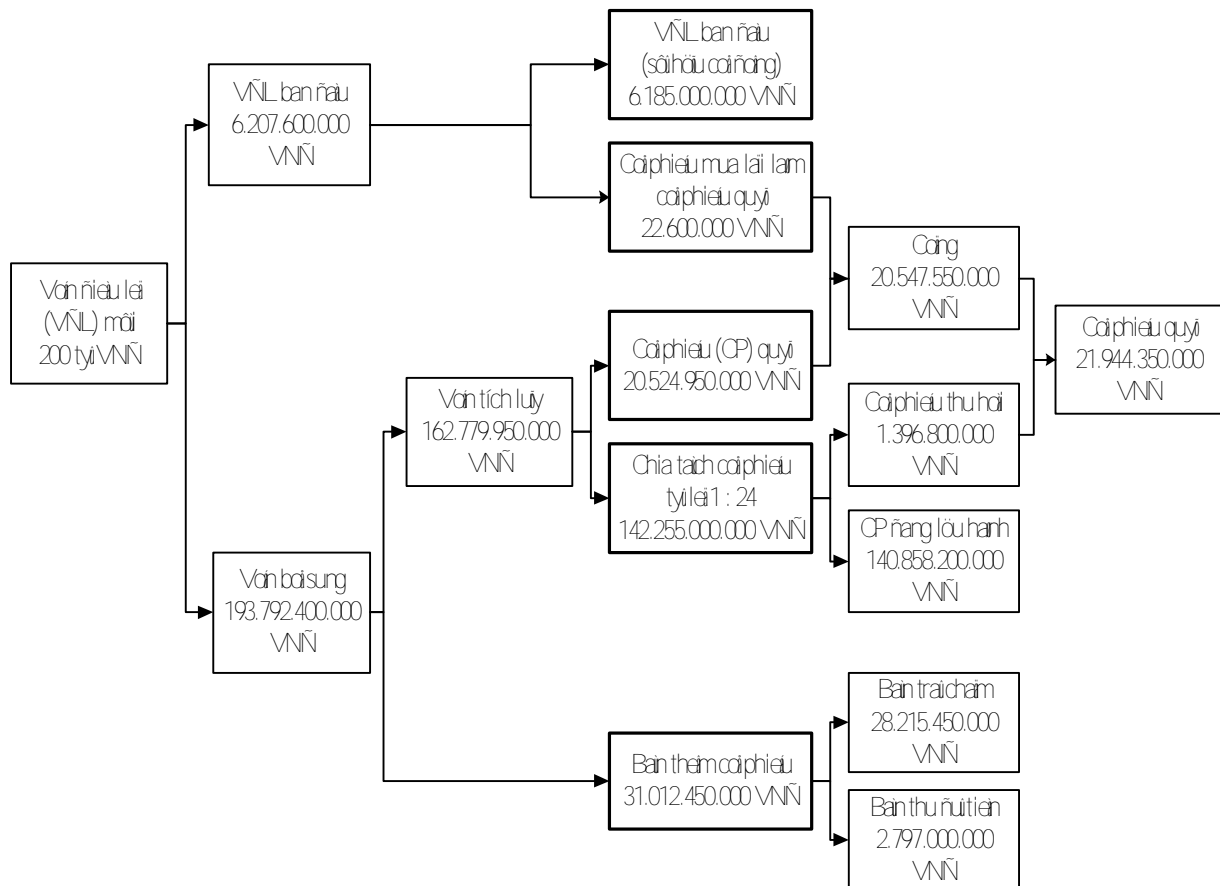 VÑL ban ñaàu
(sôû höõu coå ñoâng)
6.185.000.000 VNÑ
VÑL ban ñaàu
6.207.600.000
VNÑ
Coå phieáu mua laïi laøm
coå phieáu quyõ
22.600.000 VNÑ
Coäng
20.547.550.000
VNÑ
Voán ñieàu leä
(VÑL) môùi
200 tyû VNÑ
Coå phieáu (CP) quyõ
20.524.950.000 VNÑ
Coå phieáu quyõ
21.944.350.000
VNÑ
Voán tích luõy
162.779.950.000
VNÑ
Coå phieáu thu hoài
1.396.800.000
VNÑ
Chia taùch coå phieáu
tyû leä 1 : 24
142.255.000.000 VNÑ
CP ñang löu haønh
140.858.200.000
VNÑ
Voán boå sung
193.792.400.000
VNÑ
Baùn traû chaäm
28.215.450.000
VNÑ
Baùn theâm coå phieáu
31.012.450.000 VNÑ
Baùn thu ñuû tieàn
2.797.000.000
VNÑ